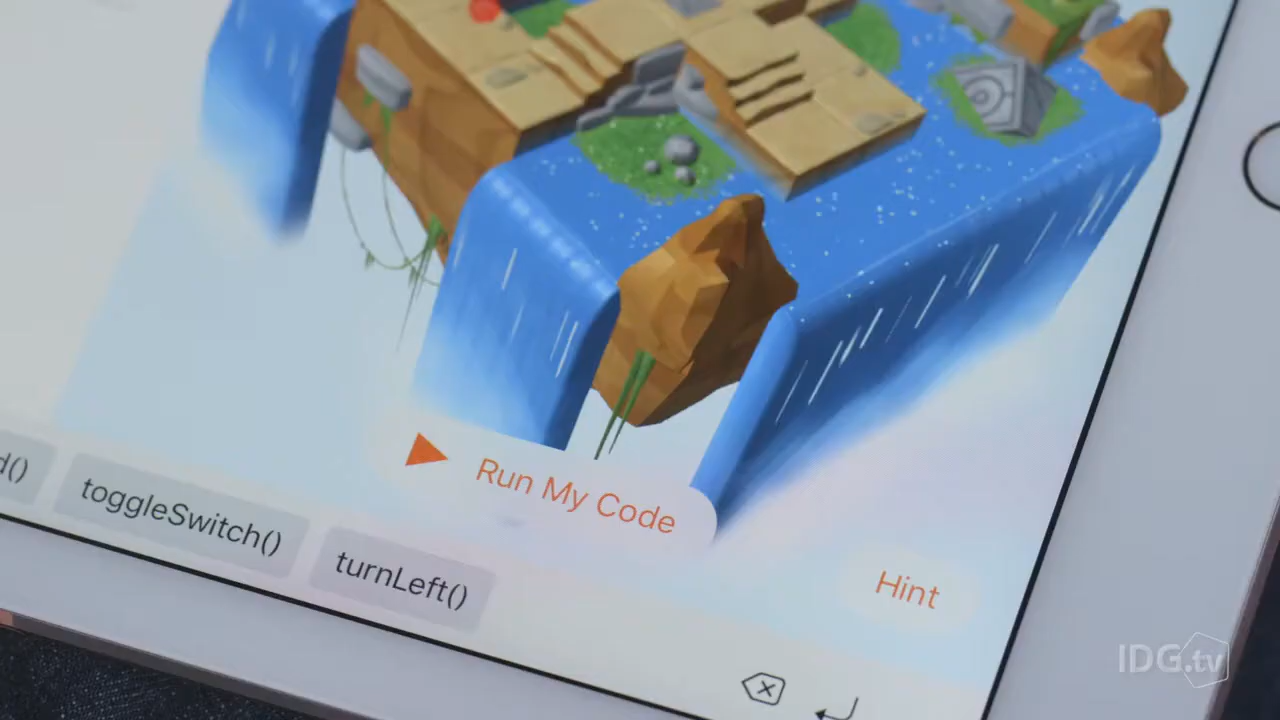 Run My Code
d()
toggleSwitch()
turnLeft()
Hint
IDG.tv